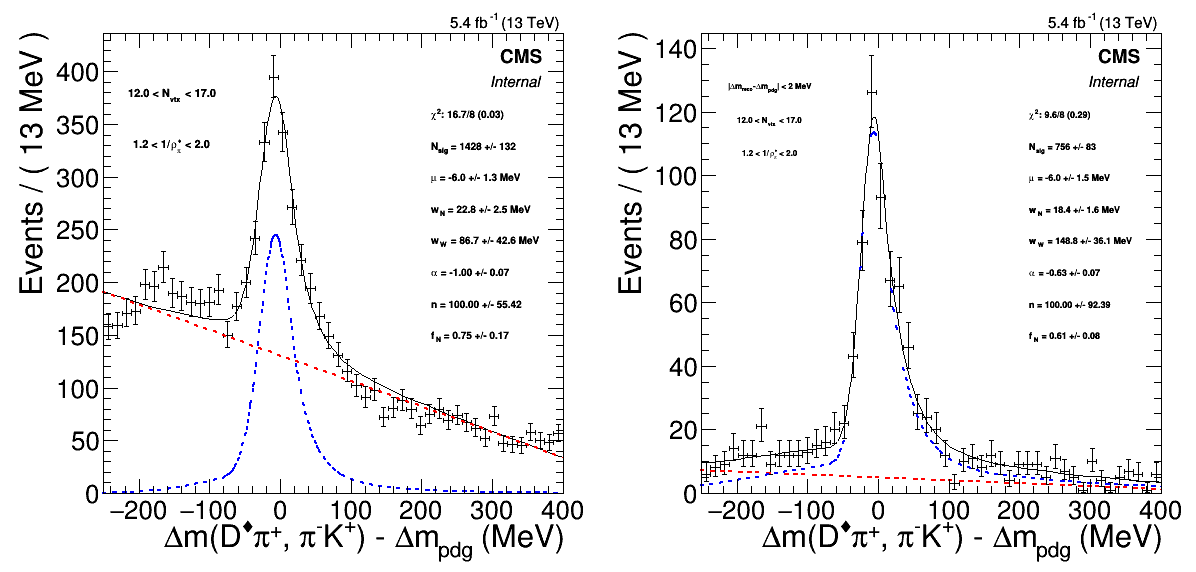 5.4 fb⁻¹ (13 TeV)
CMS
Internal
12.0 < N_vtx < 17.0
1.2 < 1/ρ_π^♦ < 2.0
χ²: 16.7/8 (0.03)
N_sig = 1428 +/- 132
μ = -6.0 +/- 1.3 MeV
w_N = 22.8 +/- 2.5 MeV
w_W = 86.7 +/- 42.6 MeV
α = -1.00 +/- 0.07
n = 100.00 +/- 55.42
f_N = 0.75 +/- 0.17
Events / ( 13 MeV )
400
350
300
250
200
150
100
50
0
−200 −100 0 100 200 300 400
Δm(D♦π⁺, π⁻K⁺) - Δm_pdg (MeV)
5.4 fb⁻¹ (13 TeV)
CMS
Internal
|Δm_reco-Δm_pdg| < 2 MeV
12.0 < N_vtx < 17.0
1.2 < 1/ρ_π^♦ < 2.0
χ²: 9.6/8 (0.29)
N_sig = 756 +/- 83
μ = -6.0 +/- 1.5 MeV
w_N = 18.4 +/- 1.6 MeV
w_W = 148.8 +/- 36.1 MeV
α = -0.63 +/- 0.07
n = 100.00 +/- 92.39
f_N = 0.61 +/- 0.08
Events / ( 13 MeV )
140
120
100
80
60
40
20
0
−200 −100 0 100 200 300 400
Δm(D♦π⁺, π⁻K⁺) - Δm_pdg (MeV)